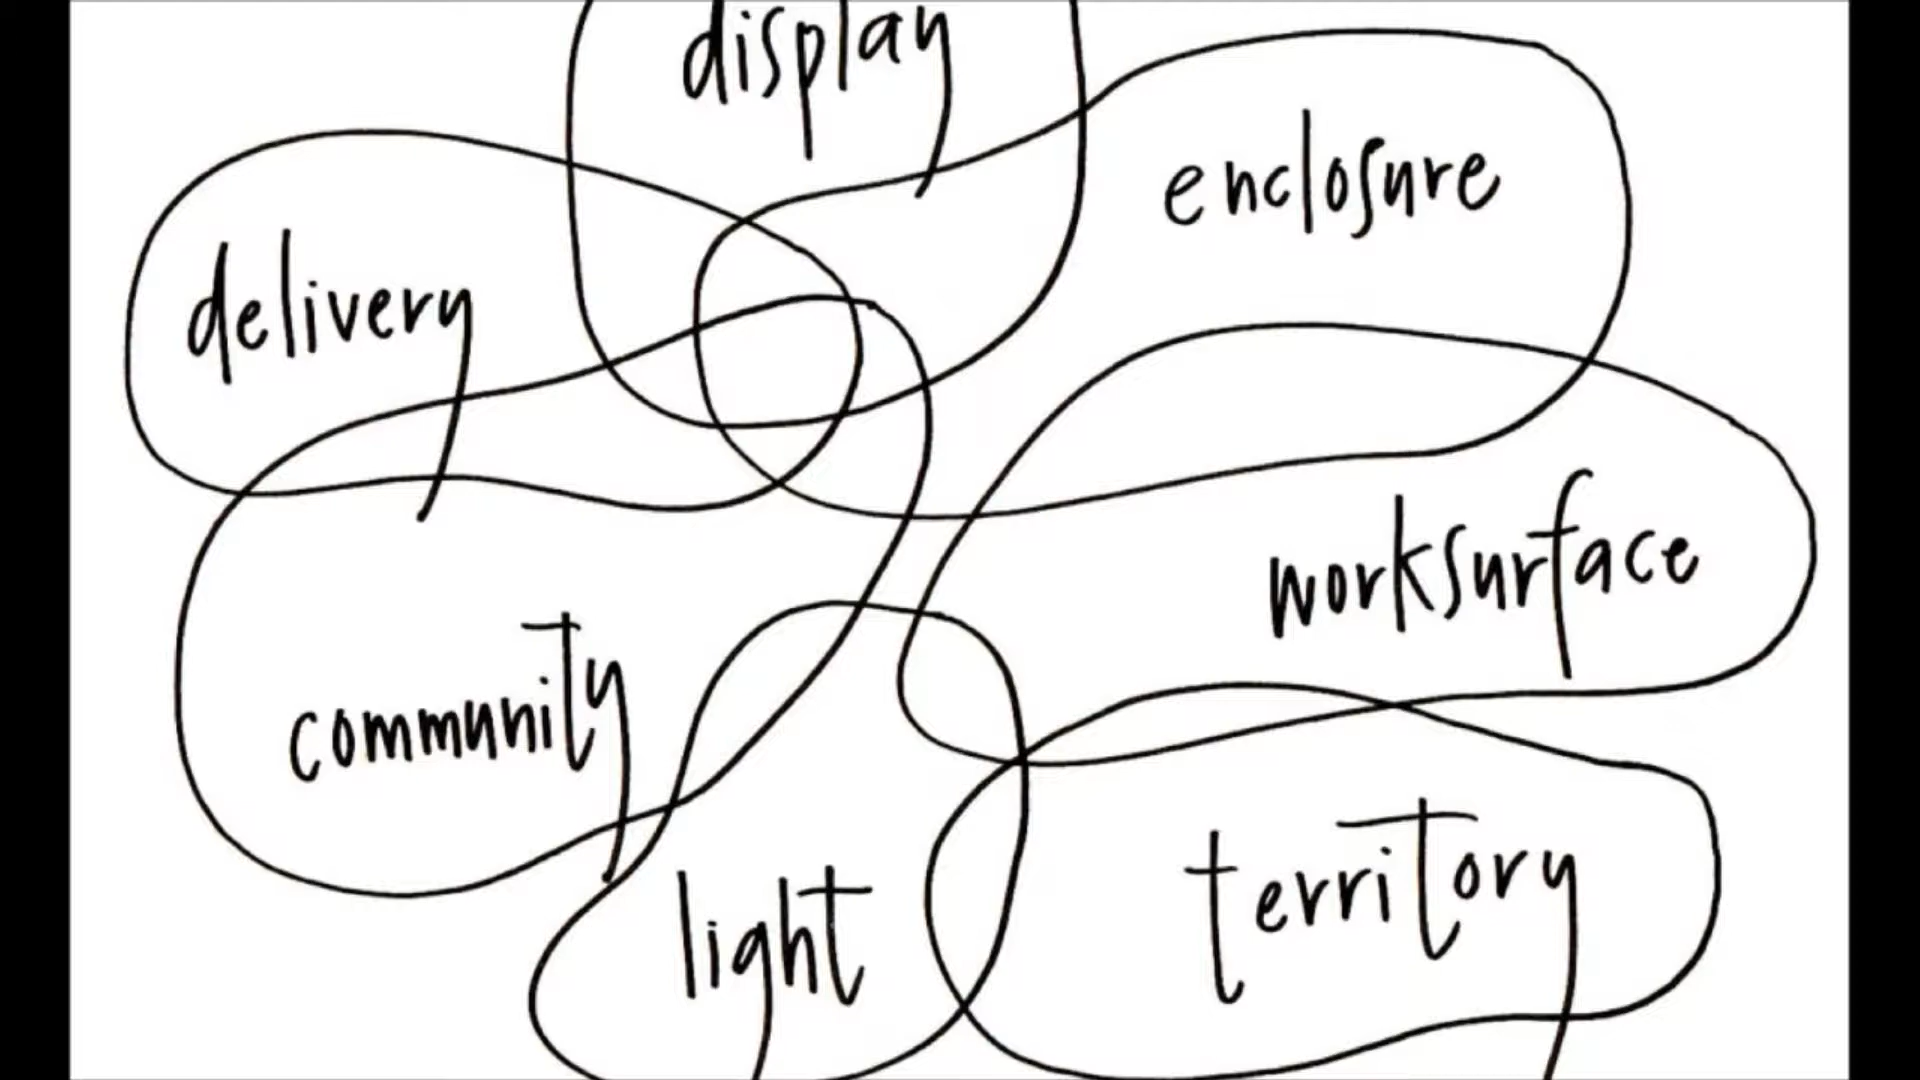 display
enclosure
delivery
worksurface
community
territory
light